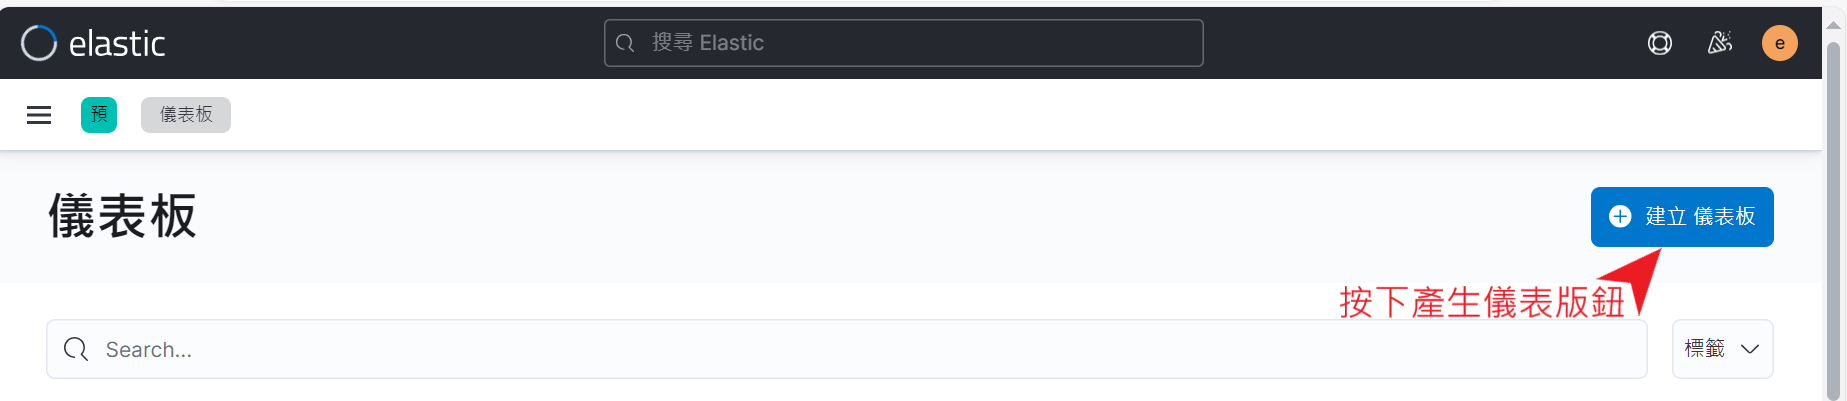 elastic
搜尋 Elastic
e
預
儀表板
儀表板
建立 儀表板
按下產生儀表版鈕
Search...
標籤